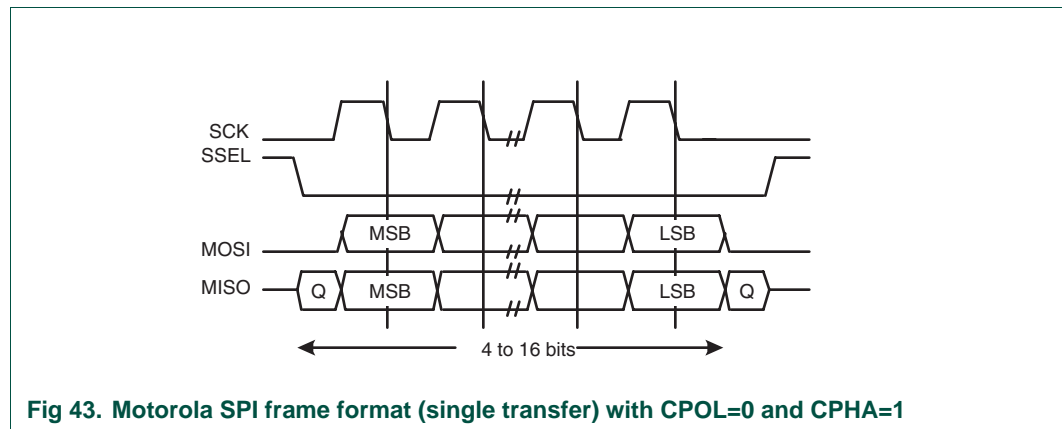 SCK
SSEL
MOSI
MSB
LSB
MISO
Q
MSB
LSB
Q
4 to 16 bits
Fig 43. Motorola SPI frame format (single transfer) with CPOL=0 and CPHA=1